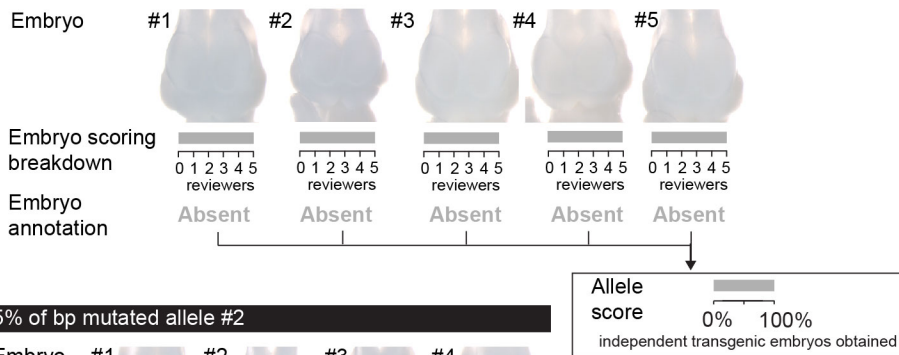 Embryo #1 #2 #3 #4 #5
Embryo scoring
breakdown
0 1 2 3 4 5 0 1 2 3 4 5 0 1 2 3 4 5 0 1 2 3 4 5 0 1 2 3 4 5
reviewers reviewers reviewers reviewers reviewers
Embryo
annotation
Absent Absent Absent Absent Absent
Allele
score
0% 100%
independent transgenic embryos obtained
5% of bp mutated allele #2
Embryo #1 #2 #3 #4